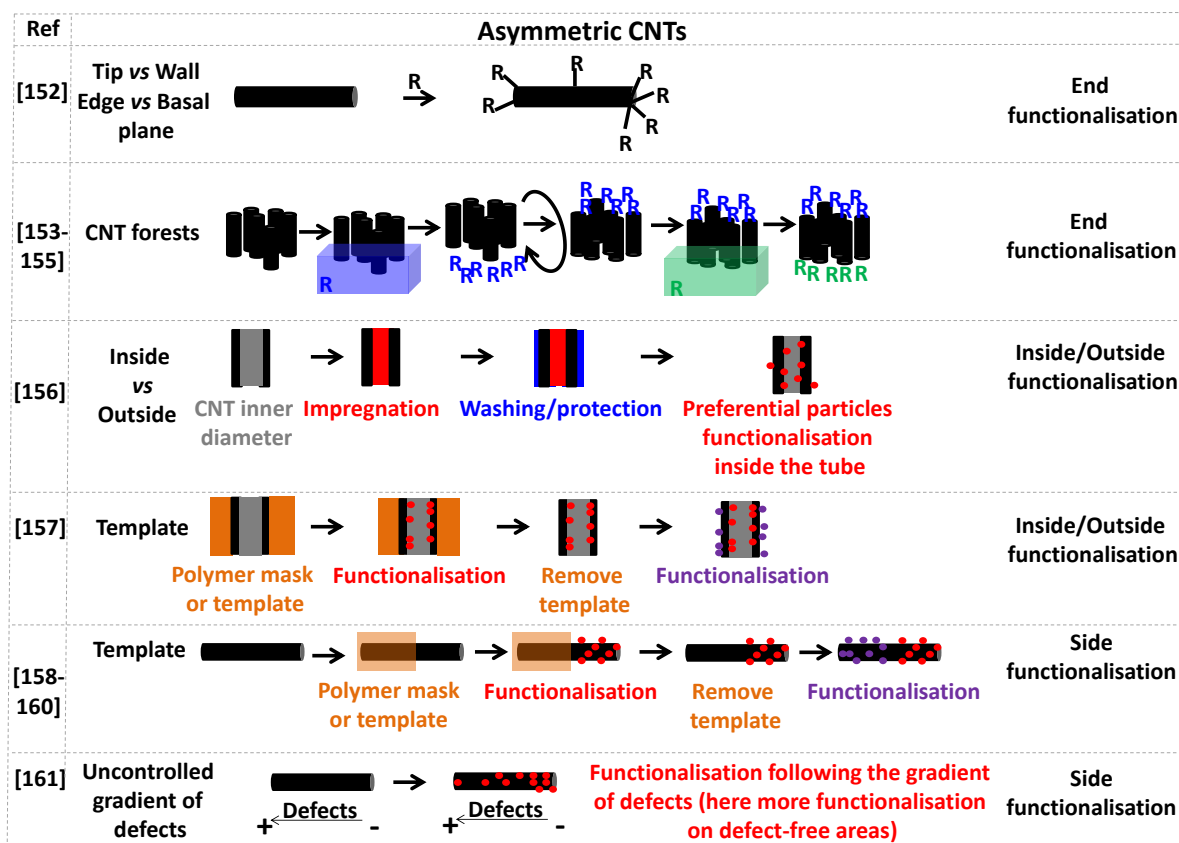 Ref
Asymmetric CNTs
[152]
Tip vs Wall
Edge vs Basal
plane
R
R
R
R
R
R
R
R
End
functionalisation
[153-
155]
CNT forests
R
R R R R R R
R R R R
R R R R
R
R R R R
R R R R
R R R R
R R R R
R R RR R
End
functionalisation
[156]
Inside
vs
Outside
CNT inner
diameter
Impregnation
Washing/protection
Preferential particles
functionalisation
inside the tube
Inside/Outside
functionalisation
[157]
Template
Polymer mask
or template
Functionalisation
Remove
template
Functionalisation
Inside/Outside
functionalisation
[158-
160]
Template
Polymer mask
or template
Functionalisation
Remove
template
Functionalisation
Side
functionalisation
[161]
Uncontrolled
gradient of
defects
+ Defects -
+ Defects -
Functionalisation following the gradient
of defects (here more functionalisation
on defect-free areas)
Side
functionalisation